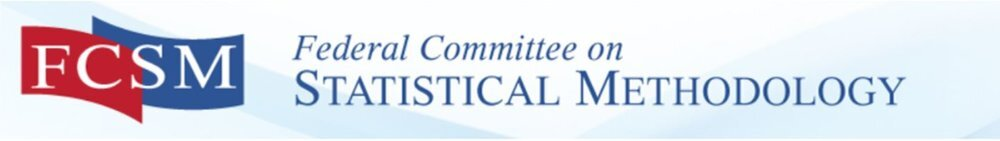 FCSM
Federal Committee on
STATISTICAL METHODOLOGY